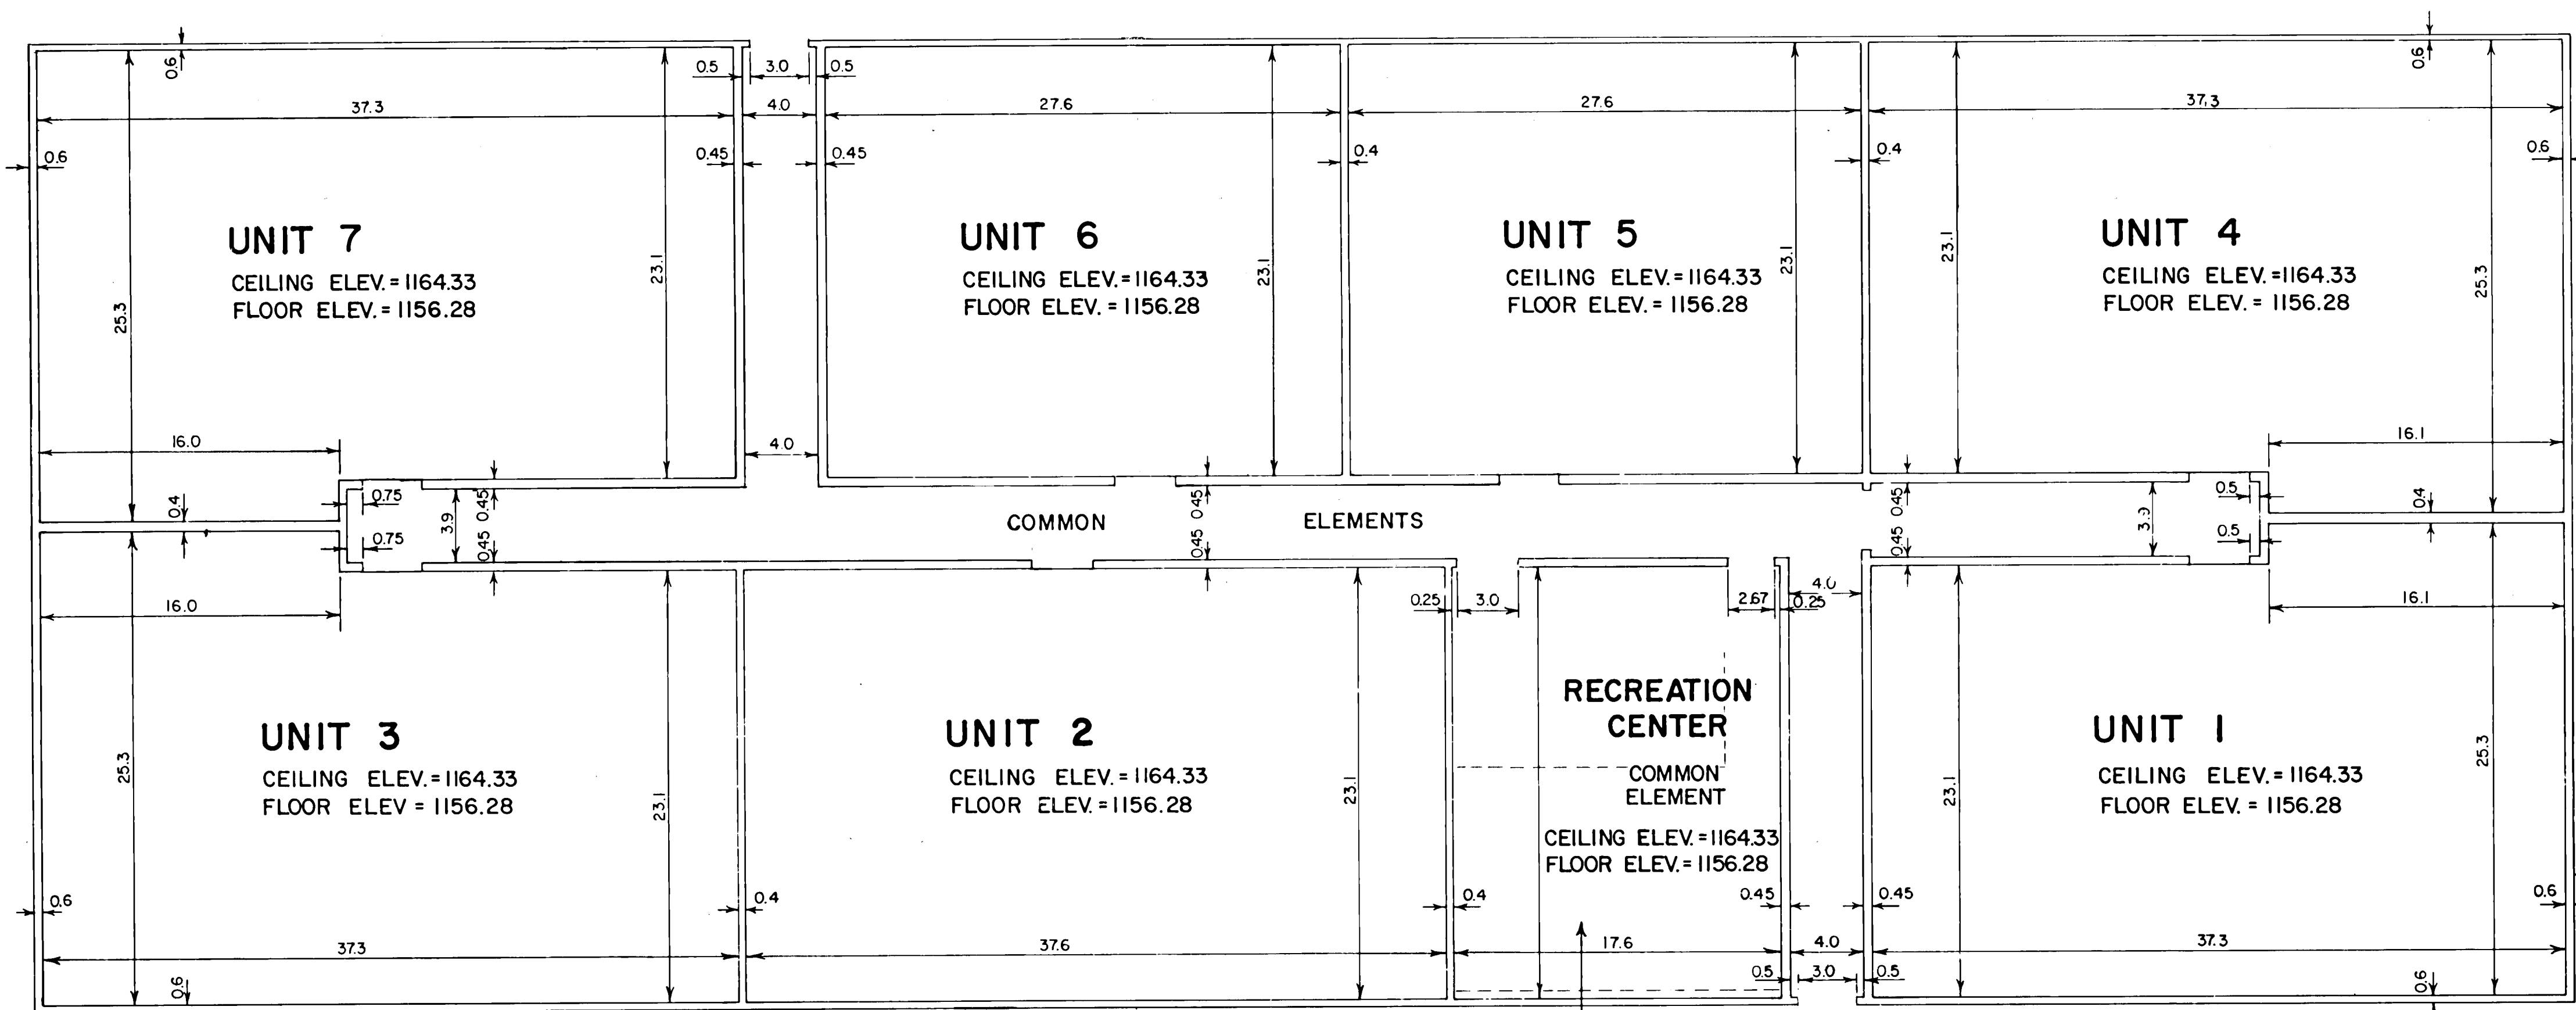 0.6
0.5 3.0 0.5
0.6
37.3 4.0 27.6 27.6 37.3
0.6 0.45 0.45 0.4 0.4 0.6
UNIT 7
CEILING ELEV.=1164.33
FLOOR ELEV.=1156.28
25.3
23.1
UNIT 6
CEILING ELEV.=1164.33
FLOOR ELEV.=1156.28
23.1
UNIT 5
CEILING ELEV.=1164.33
FLOOR ELEV.=1156.28
23.1
23.1
UNIT 4
CEILING ELEV.=1164.33
FLOOR ELEV.=1156.28
25.3
16.0 4.0 16.1
0.4 0.75 0.45 0.45 0.45 0.5 0.4
3.9 COMMON ELEMENTS 3.9
0.75 0.45 0.45 0.45 0.5
16.0 0.25 3.0 2.67 0.25 4.0 16.1
UNIT 3
CEILING ELEV.=1164.33
FLOOR ELEV = 1156.28
25.3
23.1
UNIT 2
CEILING ELEV.=1164.33
FLOOR ELEV.=1156.28
23.1
RECREATION
CENTER
COMMON
ELEMENT
CEILING ELEV.=1164.33
FLOOR ELEV.=1156.28
UNIT 1
CEILING ELEV.=1164.33
FLOOR ELEV.=1156.28
23.1
25.3
0.6 0.4 0.4 0.45 0.45 0.6
37.3 37.6 17.6 4.0 37.3
0.6 0.5 3.0 0.5 0.6